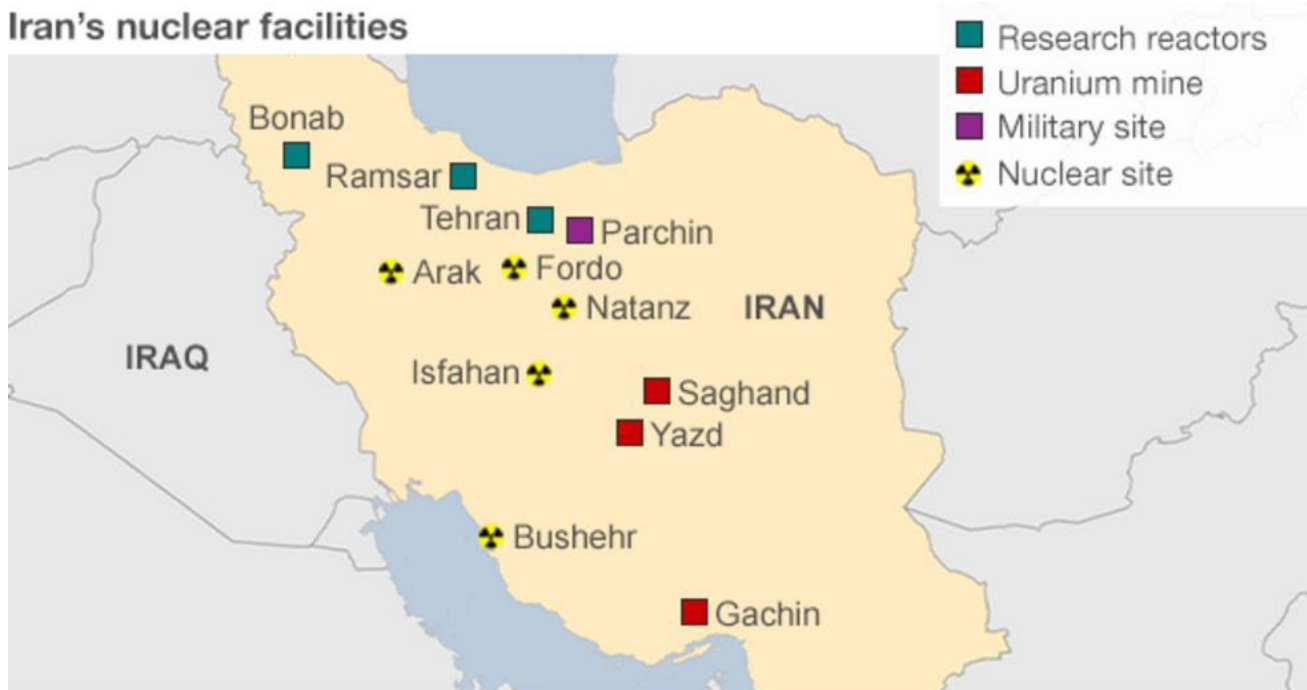 Iran's nuclear facilities
Research reactors
Uranium mine
Military site
Nuclear site
Bonab
Ramsar
Tehran
Parchin
Arak
Fordo
Natanz
IRAN
IRAQ
Isfahan
Saghand
Yazd
Bushehr
Gachin